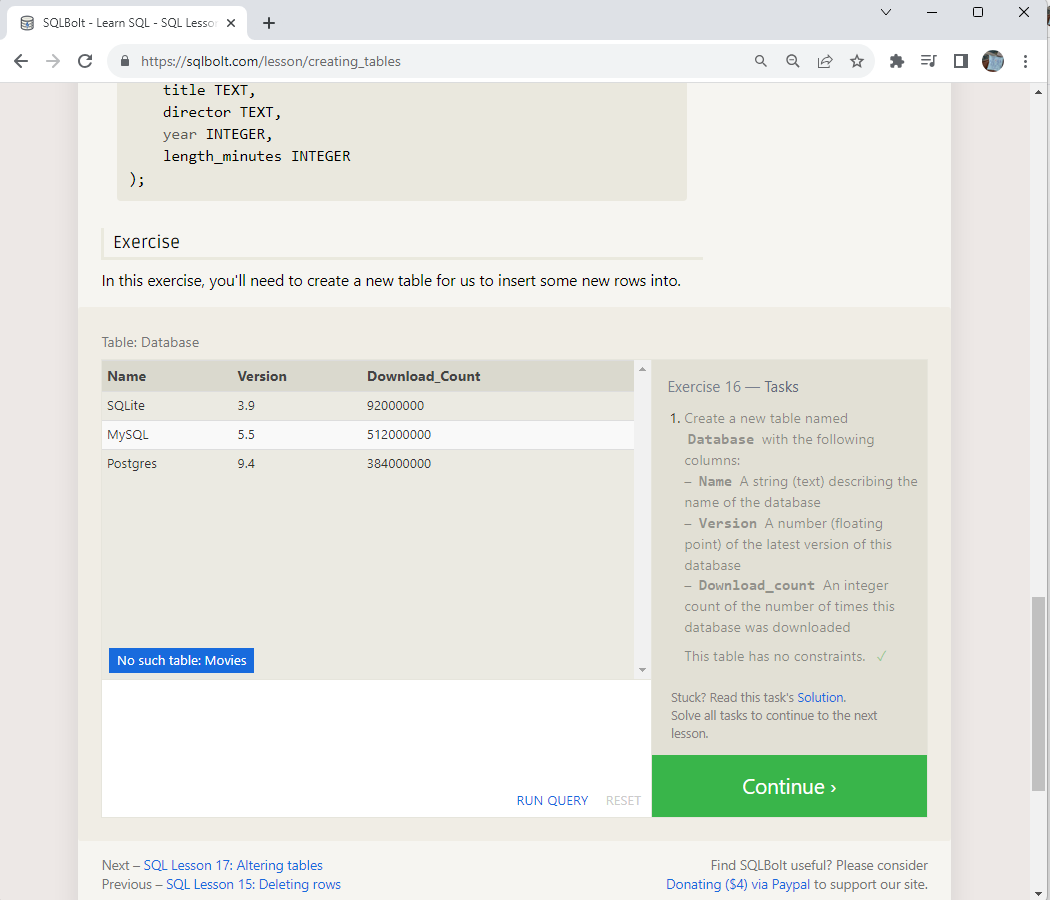 SQLBolt - Learn SQL - SQL Lesson
https://sqlbolt.com/lesson/creating_tables
title TEXT,
director TEXT,
year INTEGER,
length_minutes INTEGER
);
Exercise
In this exercise, you'll need to create a new table for us to insert some new rows into.
Table: Database
Name Version Download_Count
SQLite 3.9 92000000
MySQL 5.5 512000000
Postgres 9.4 384000000
No such table: Movies
RUN QUERY RESET
Exercise 16 — Tasks
1. Create a new table named
Database with the following
columns:
– Name A string (text) describing the
name of the database
– Version A number (floating
point) of the latest version of this
database
– Download_count An integer
count of the number of times this
database was downloaded
This table has no constraints. ✓
Stuck? Read this task's Solution.
Solve all tasks to continue to the next
lesson.
Continue ›
Next – SQL Lesson 17: Altering tables
Previous – SQL Lesson 15: Deleting rows
Find SQLBolt useful? Please consider
Donating ($4) via Paypal to support our site.